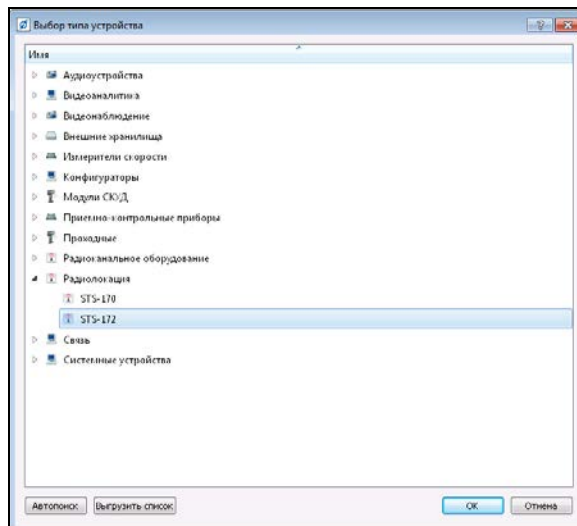 Выбор типа устройства
Имя
Аудиоустройства
Видеоаналитика
Видеонаблюдение
Внешние хранилища
Измерители скорости
Конфигураторы
Модули СКУД
Приемно-контрольные приборы
Проходные
Радиоканальное оборудование
Радиолокация
STS-170
STS-172
Связь
Системные устройства
Автопоиск Выгрузить список ОК Отмена